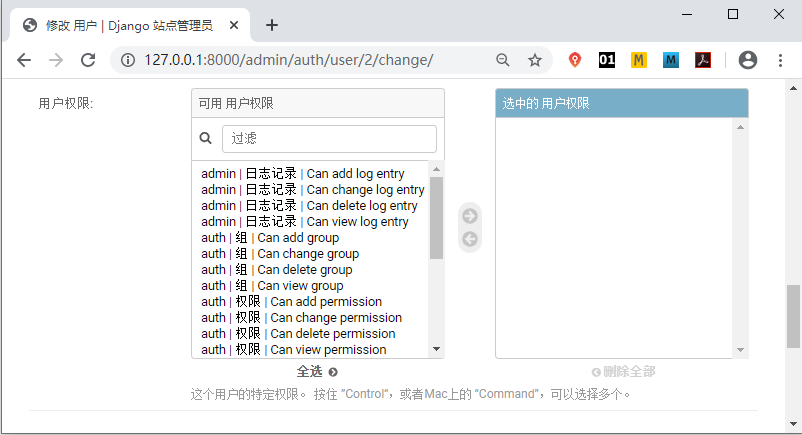 修改 用户 | Django 站点管理员
127.0.0.1:8000/admin/auth/user/2/change/
01 M M
用户权限:
可用 用户权限
选中的 用户权限
过滤
admin | 日志记录 | Can add log entry
admin | 日志记录 | Can change log entry
admin | 日志记录 | Can delete log entry
admin | 日志记录 | Can view log entry
auth | 组 | Can add group
auth | 组 | Can change group
auth | 组 | Can delete group
auth | 组 | Can view group
auth | 权限 | Can add permission
auth | 权限 | Can change permission
auth | 权限 | Can delete permission
auth | 权限 | Can view permission
全选
删除全部
这个用户的特定权限。 按住 “Control”，或者Mac上的 “Command”，可以选择多个。